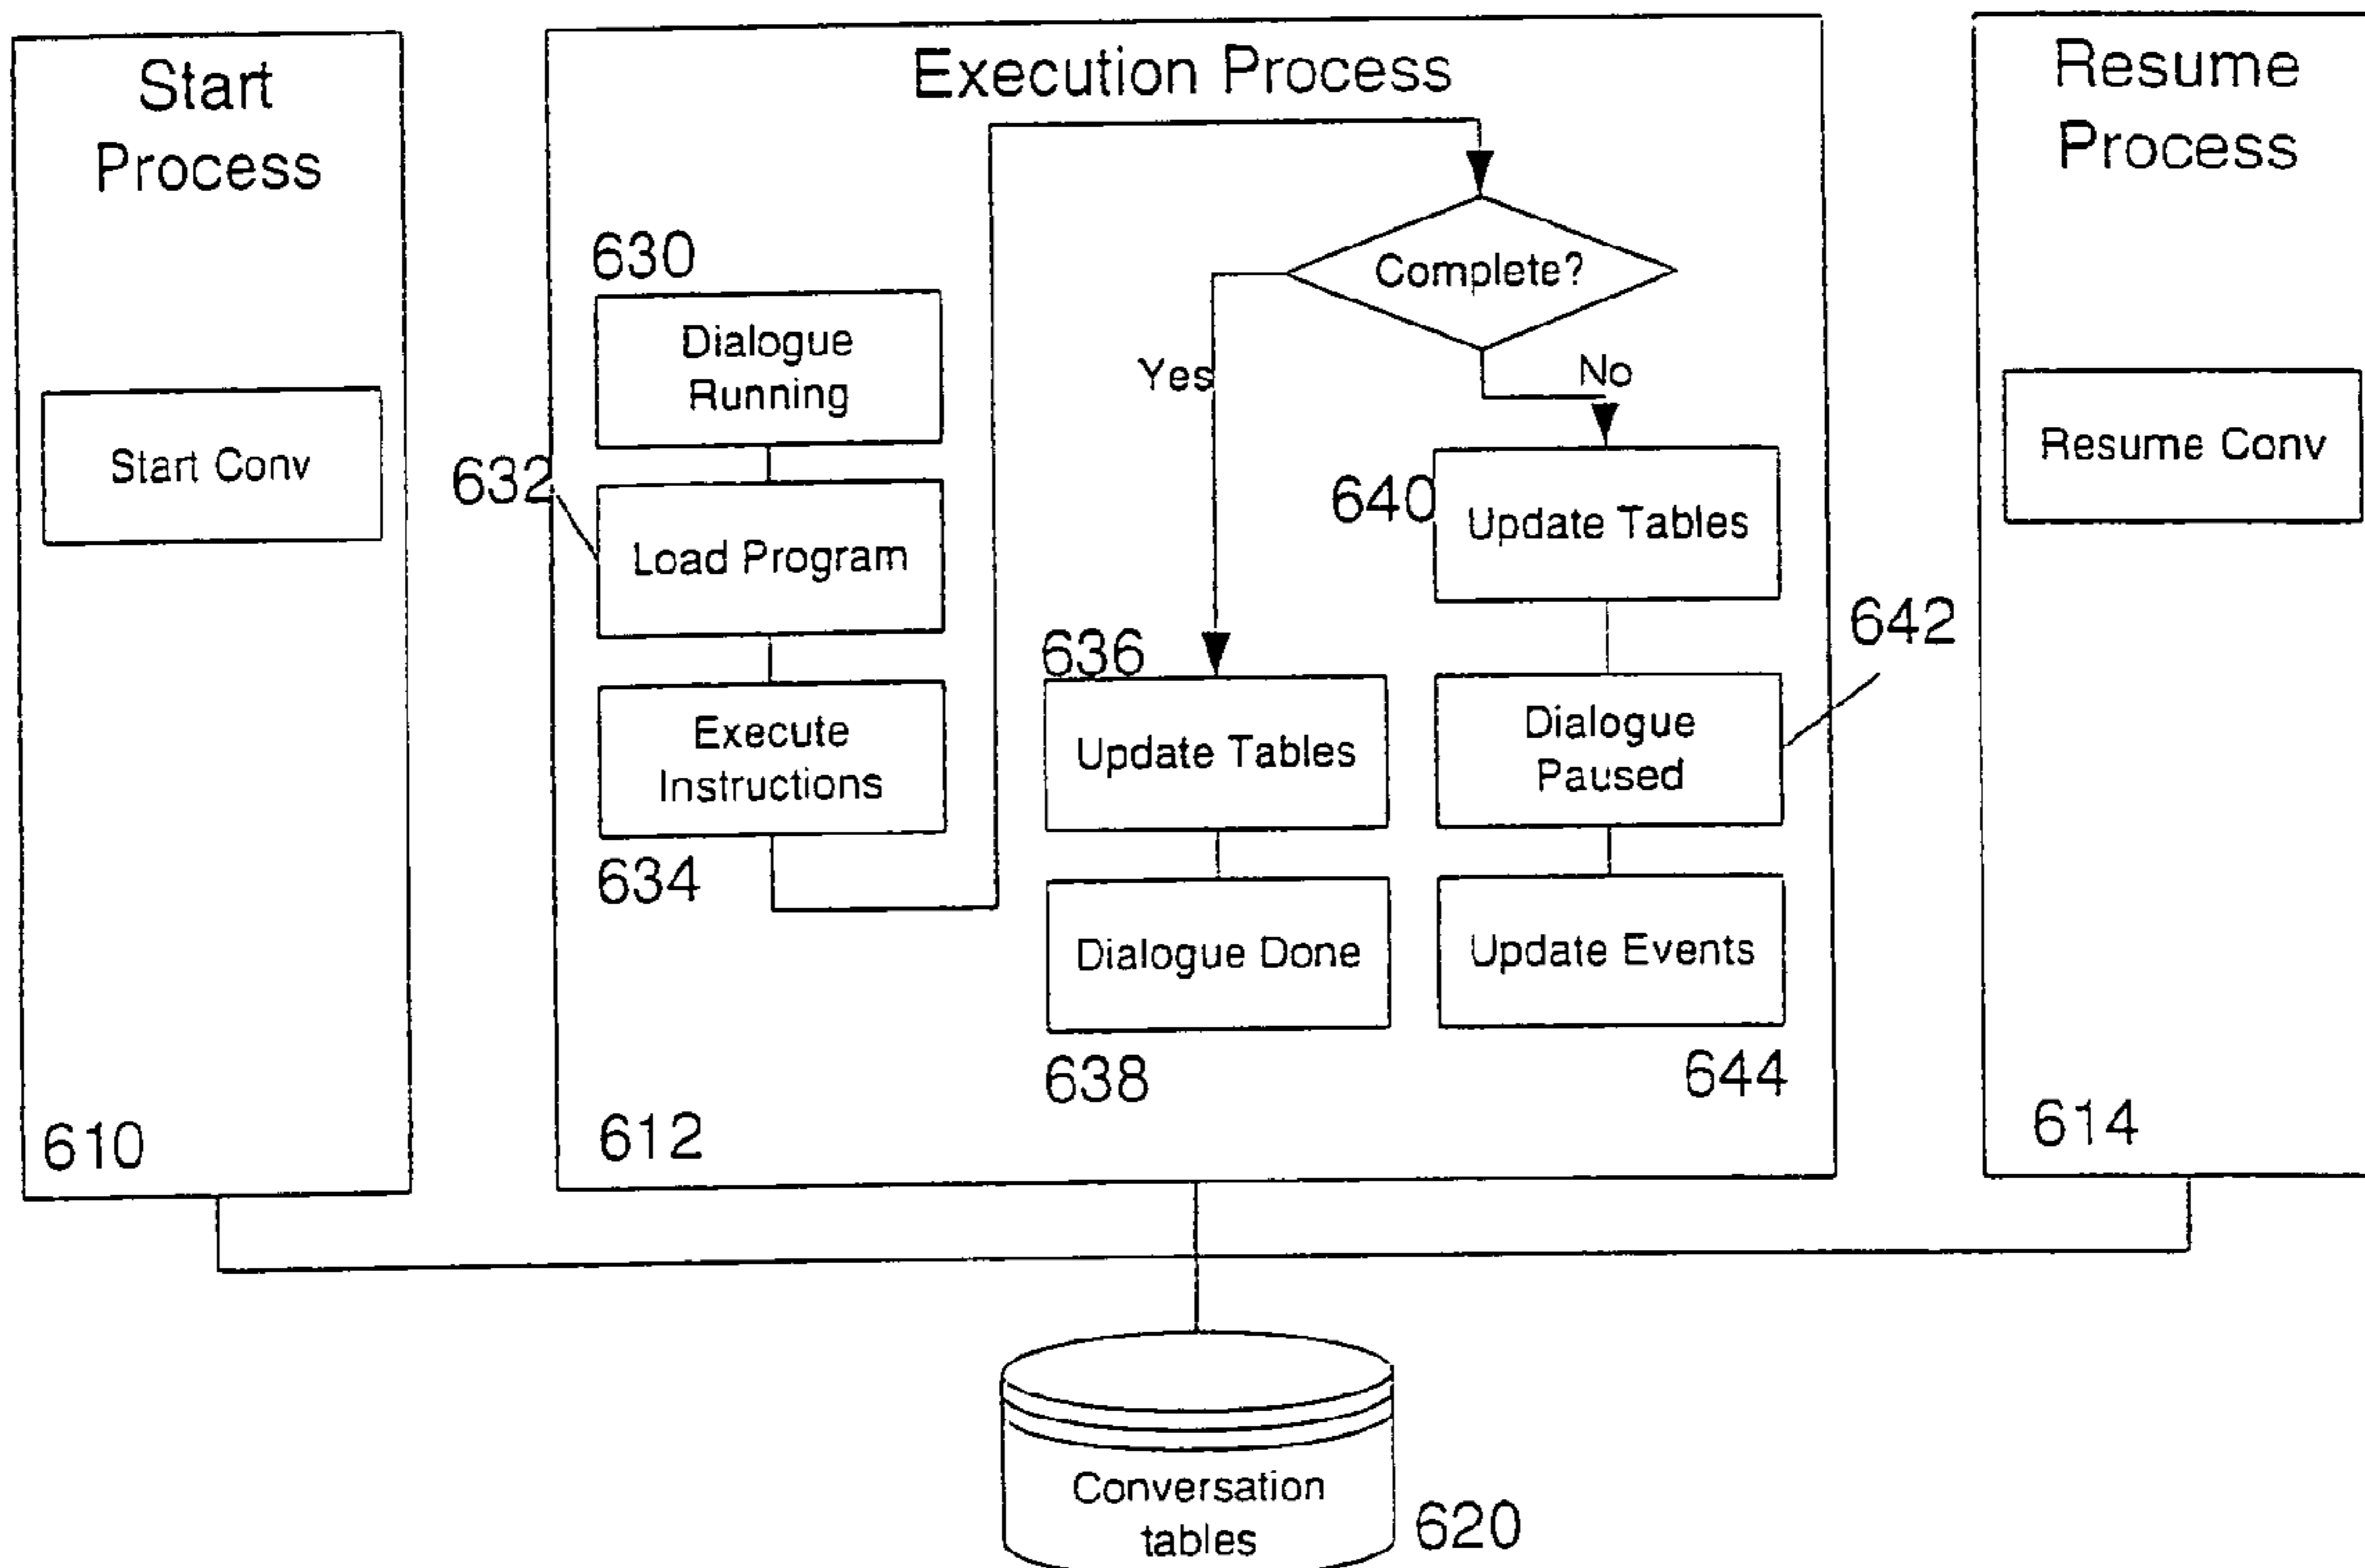 Start
Process
Start Conv
610
Execution Process
630
Dialogue
Running
632
Load Program
Execute
Instructions
634
Complete?
Yes
No
640
Update Tables
636
Update Tables
642
Dialogue
Paused
Dialogue Done
Update Events
638
644
612
Resume
Process
Resume Conv
614
Conversation
tables
620